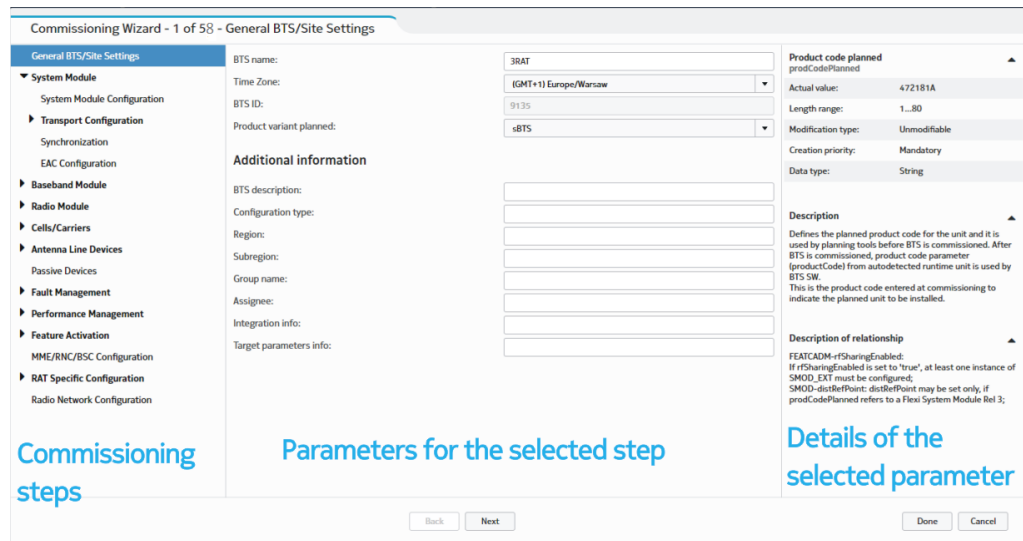 Commissioning Wizard - 1 of 58 - General BTS/Site Settings
General BTS/Site Settings
System Module
System Module Configuration
Transport Configuration
Synchronization
EAC Configuration
Baseband Module
Radio Module
Cells/Carriers
Antenna Line Devices
Passive Devices
Fault Management
Performance Management
Feature Activation
MME/RNC/BSC Configuration
RAT Specific Configuration
Radio Network Configuration
Commissioning
steps
BTS name: 3RAT
Time Zone: (GMT+1) Europe/Warsaw
BTS ID: 9135
Product variant planned: sBTS
Additional information
BTS description:
Configuration type:
Region:
Subregion:
Group name:
Assignee:
Integration info:
Target parameters info:
Parameters for the selected step
Product code planned
prodCodePlanned
Actual value: 472181A
Length range: 1...80
Modification type: Unmodifiable
Creation priority: Mandatory
Data type: String
Description
Defines the planned product code for the unit and it is
used by planning tools before BTS is commissioned. After
BTS is commissioned, product code parameter
(productCode) from autodetected runtime unit is used by
BTS SW.
This is the product code entered at commissioning to
indicate the planned unit to be installed.
Description of relationship
FEATCADM-rfSharingEnabled:
If rfSharingEnabled is set to 'true', at least one instance of
SMOD_EXT must be configured;
SMOD-distRefPoint: distRefPoint may be set only, if
prodCodePlanned refers to a Flexi System Module Rel 3;
Details of the
selected parameter
Back Next Done Cancel